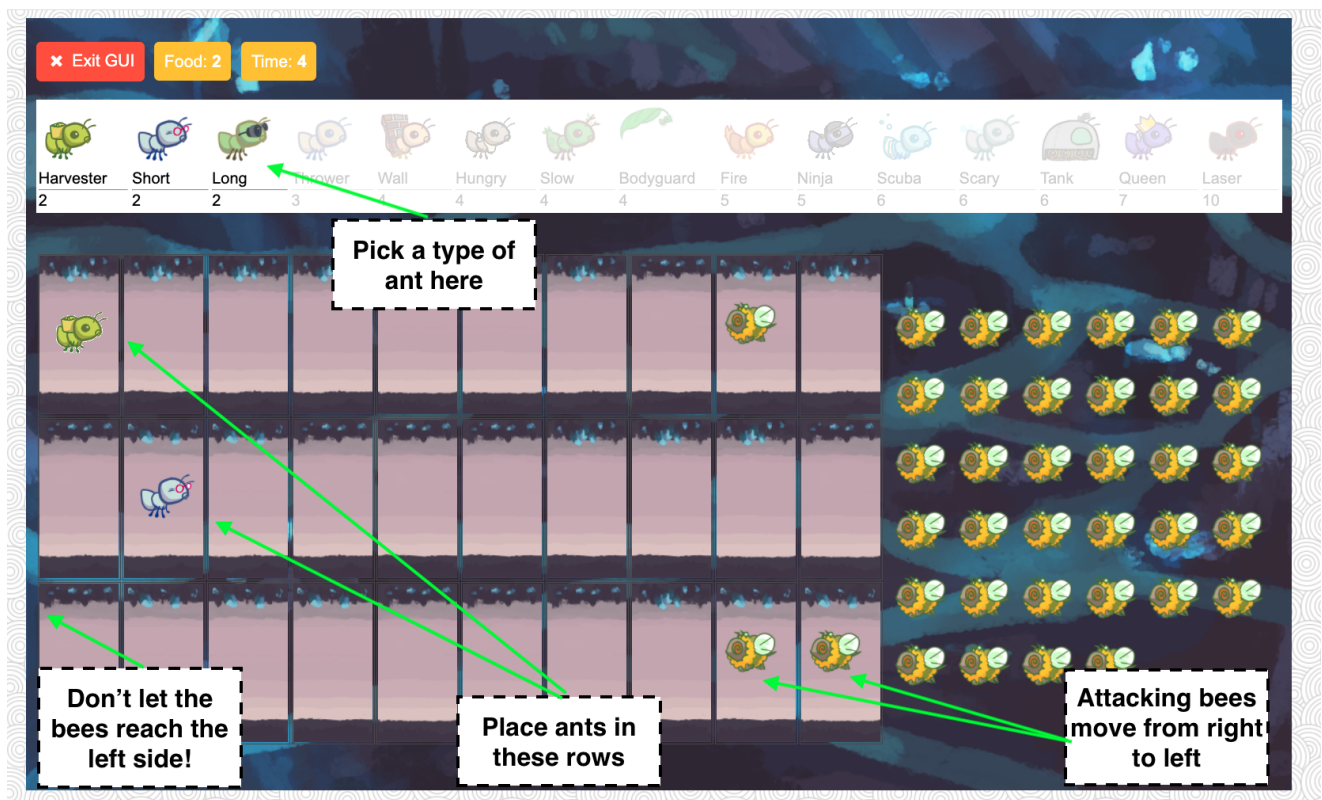 ✖ Exit GUI Food: 2 Time: 4
Harvester Short Long Thrower Wall Hungry Slow Bodyguard Fire Ninja Scuba Scary Tank Queen Laser
2 2 2 3 4 4 4 4 5 5 6 6 6 7 10
Pick a type of
ant here
Don’t let the
bees reach the
left side!
Place ants in
these rows
Attacking bees
move from right
to left